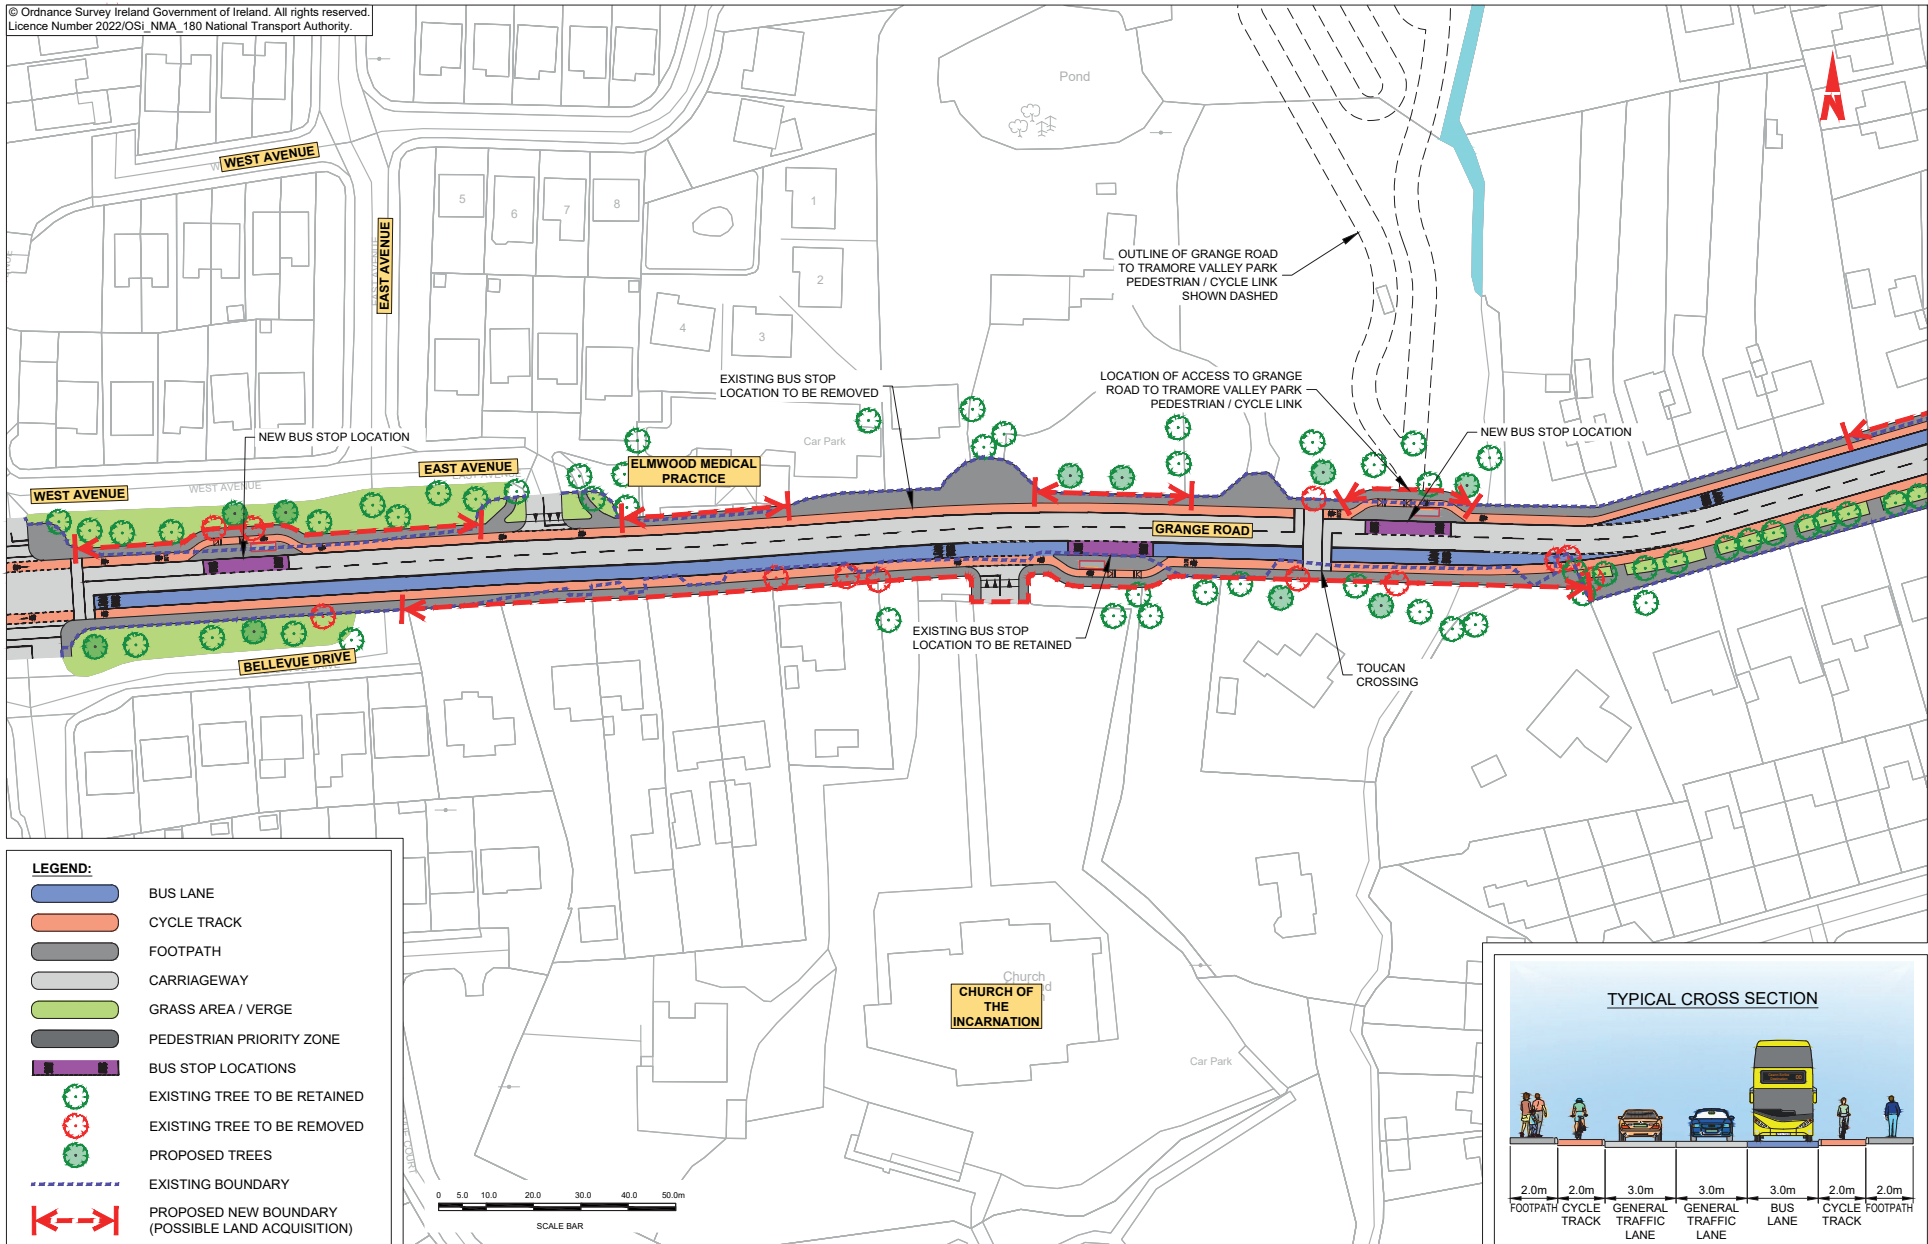 © Ordnance Survey Ireland Government of Ireland. All rights reserved.
Licence Number 2022/OSi_NMA_180 National Transport Authority.
Pond
WEST AVENUE
EAST AVENUE
5
6
7
8
1
2
3
4
N
OUTLINE OF GRANGE ROAD
TO TRAMORE VALLEY PARK
PEDESTRIAN / CYCLE LINK
SHOWN DASHED
EXISTING BUS STOP
LOCATION TO BE REMOVED
LOCATION OF ACCESS TO GRANGE
ROAD TO TRAMORE VALLEY PARK
PEDESTRIAN / CYCLE LINK
NEW BUS STOP LOCATION
NEW BUS STOP LOCATION
Car Park
EAST AVENUE
ELMWOOD MEDICAL
PRACTICE
WEST AVENUE
WEST AVENUE
GRANGE ROAD
EXISTING BUS STOP
LOCATION TO BE RETAINED
BELLEVUE DRIVE
TOUCAN
CROSSING
Church
CHURCH OF
THE
INCARNATION
Car Park
LEGEND:
BUS LANE
CYCLE TRACK
FOOTPATH
CARRIAGEWAY
GRASS AREA / VERGE
PEDESTRIAN PRIORITY ZONE
BUS STOP LOCATIONS
EXISTING TREE TO BE RETAINED
EXISTING TREE TO BE REMOVED
PROPOSED TREES
EXISTING BOUNDARY
PROPOSED NEW BOUNDARY
(POSSIBLE LAND ACQUISITION)
0 5.0 10.0 20.0 30.0 40.0 50.0m
SCALE BAR
TYPICAL CROSS SECTION
2.0m 2.0m 3.0m 3.0m 3.0m 2.0m 2.0m
FOOTPATH CYCLE GENERAL GENERAL BUS CYCLE FOOTPATH
TRACK TRAFFIC TRAFFIC LANE TRACK
LANE LANE